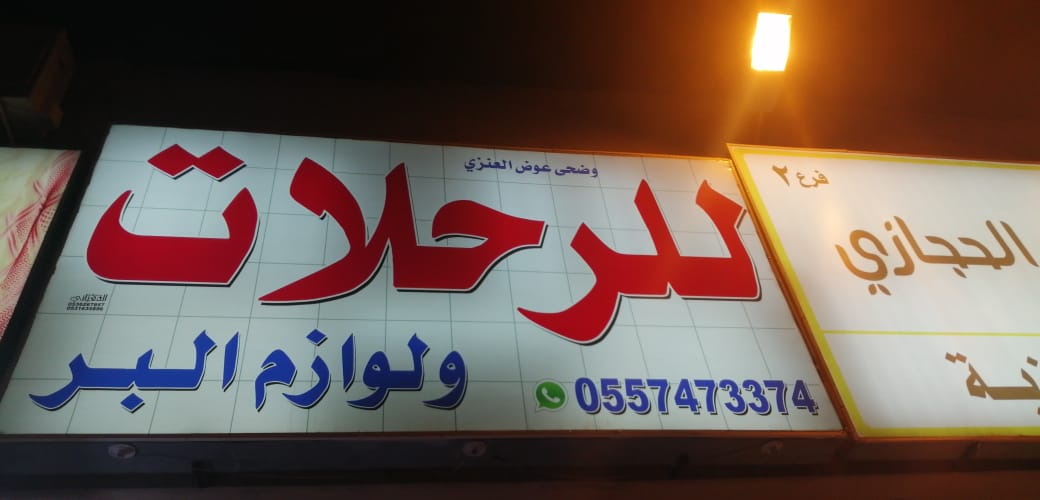 وضحى عوض العنزي
للرحلات
ولوازم البر
0557473374
فرع ٢
الحجازي